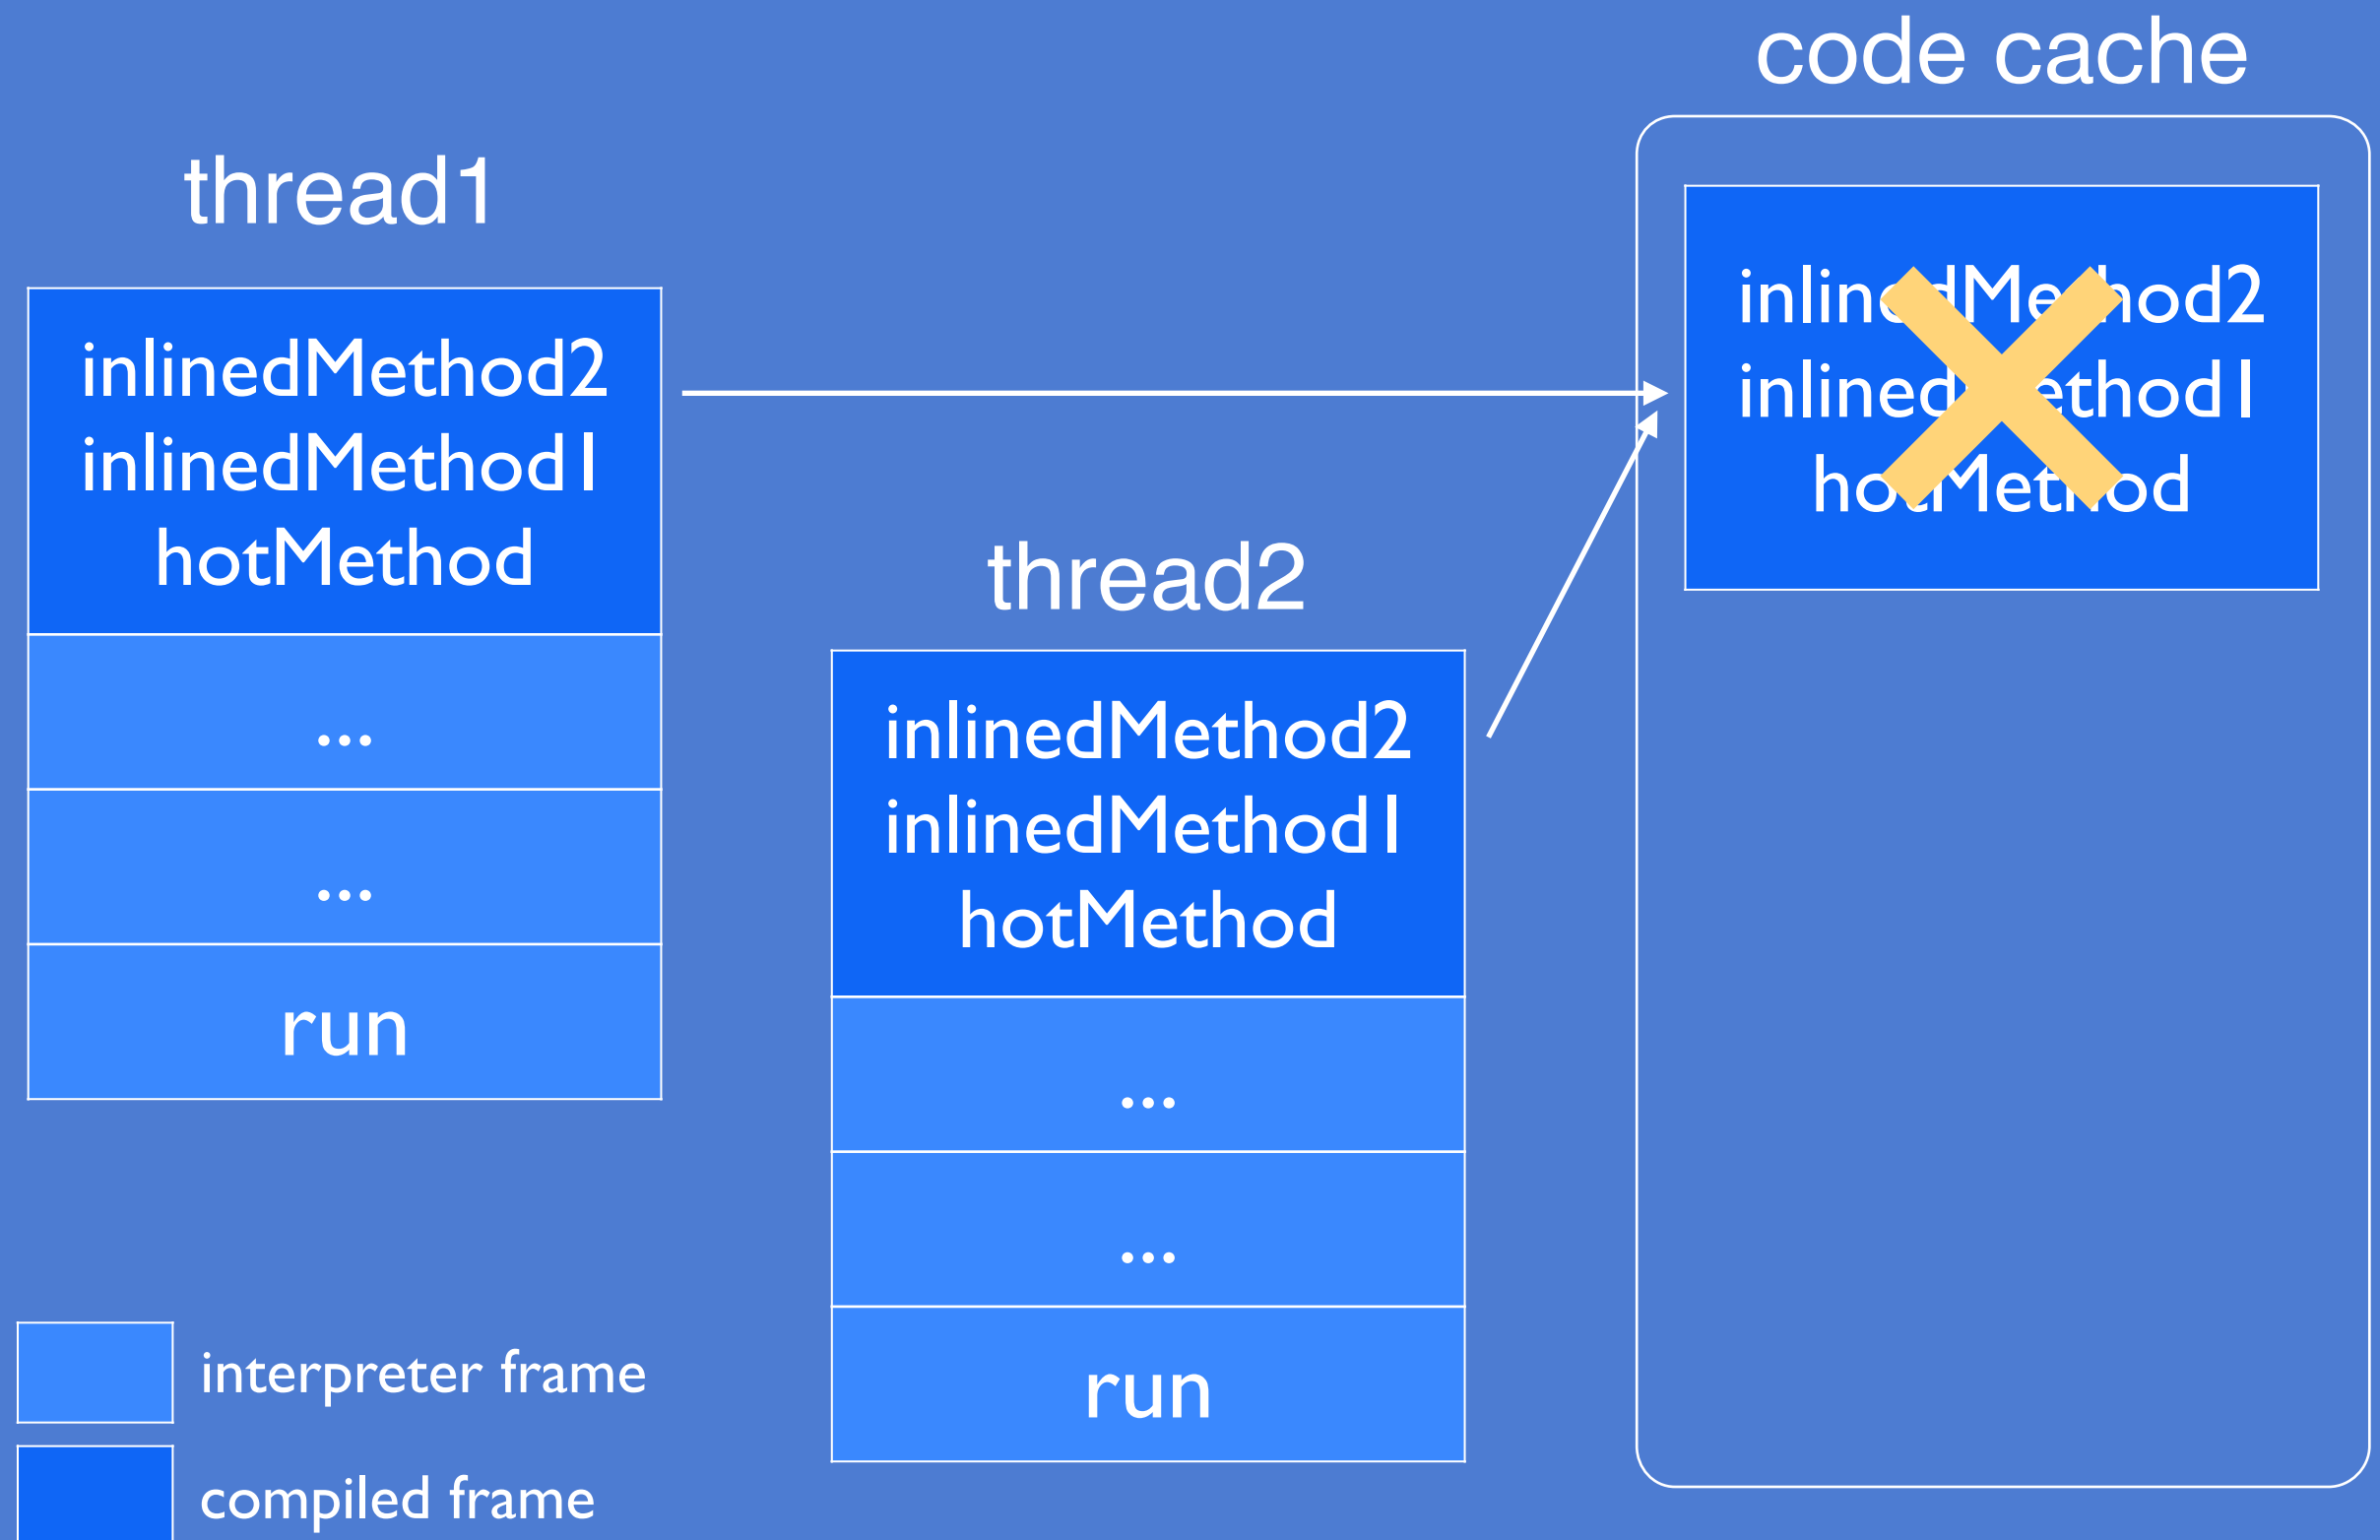 code cache
thread1
inlinedMethod2
inlinedMethod1
hotMethod
...
...
run
thread2
inlinedMethod2
inlinedMethod1
hotMethod
...
...
run
inlinedMethod2
inlinedMethod1
hotMethod
interpreter frame
compiled frame